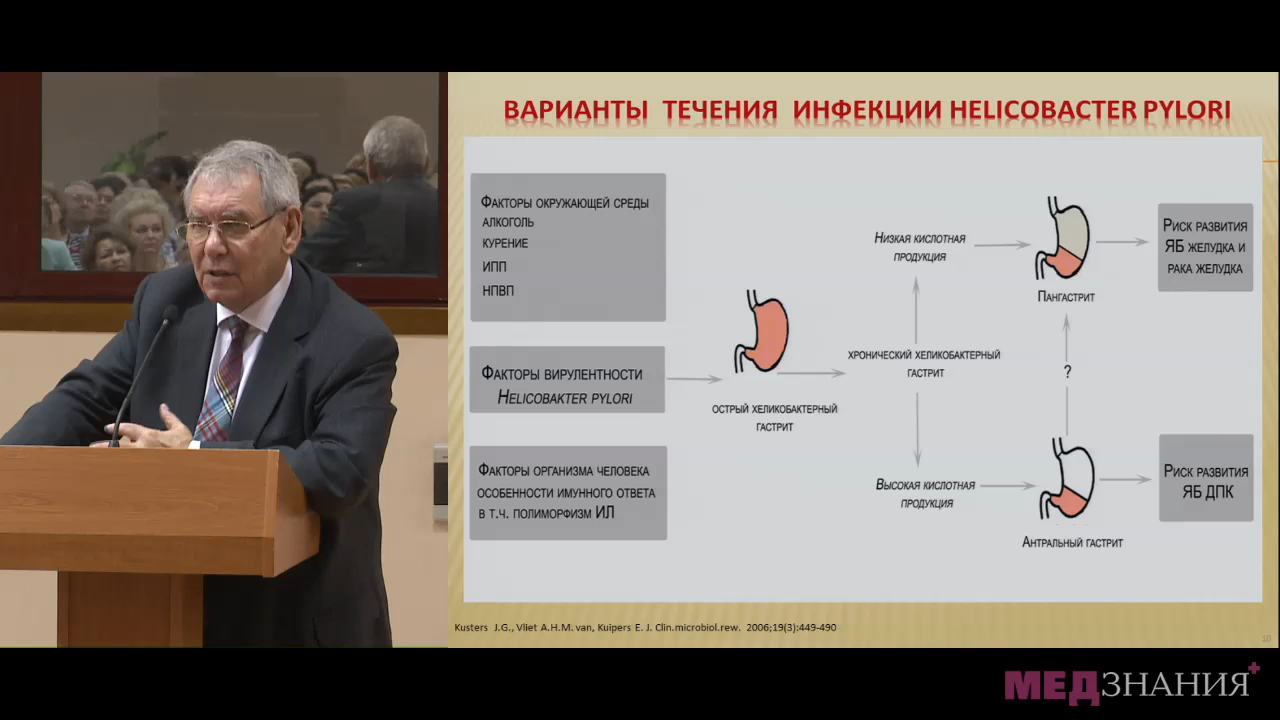 ВАРИАНТЫ ТЕЧЕНИЯ ИНФЕКЦИИ HELICOBACTER PYLORI
ФАКТОРЫ ОКРУЖАЮЩЕЙ СРЕДЫ
АЛКОГОЛЬ
КУРЕНИЕ
ИПП
НПВП
ФАКТОРЫ ВИРУЛЕНТНОСТИ
HELICOBAKTER PYLORI
ФАКТОРЫ ОРГАНИЗМА ЧЕЛОВЕКА
ОСОБЕННОСТИ ИМУННОГО ОТВЕТА
В Т.Ч. ПОЛИМОРФИЗМ ИЛ
ОСТРЫЙ ХЕЛИКОБАКТЕРНЫЙ
ГАСТРИТ
ХРОНИЧЕСКИЙ ХЕЛИКОБАКТЕРНЫЙ
ГАСТРИТ
НИЗКАЯ КИСЛОТНАЯ
ПРОДУКЦИЯ
ПАНГАСТРИТ
РИСК РАЗВИТИЯ
ЯБ ЖЕЛУДКА И
РАКА ЖЕЛУДКА
?
ВЫСОКАЯ КИСЛОТНАЯ
ПРОДУКЦИЯ
АНТРАЛЬНЫЙ ГАСТРИТ
РИСК РАЗВИТИЯ
ЯБ ДПК
Kusters J.G., Vliet A.H.M. van, Kuipers E. J. Clin.microbiol.rew. 2006;19(3):449-490
10
МЕДЗНАНИЯ+